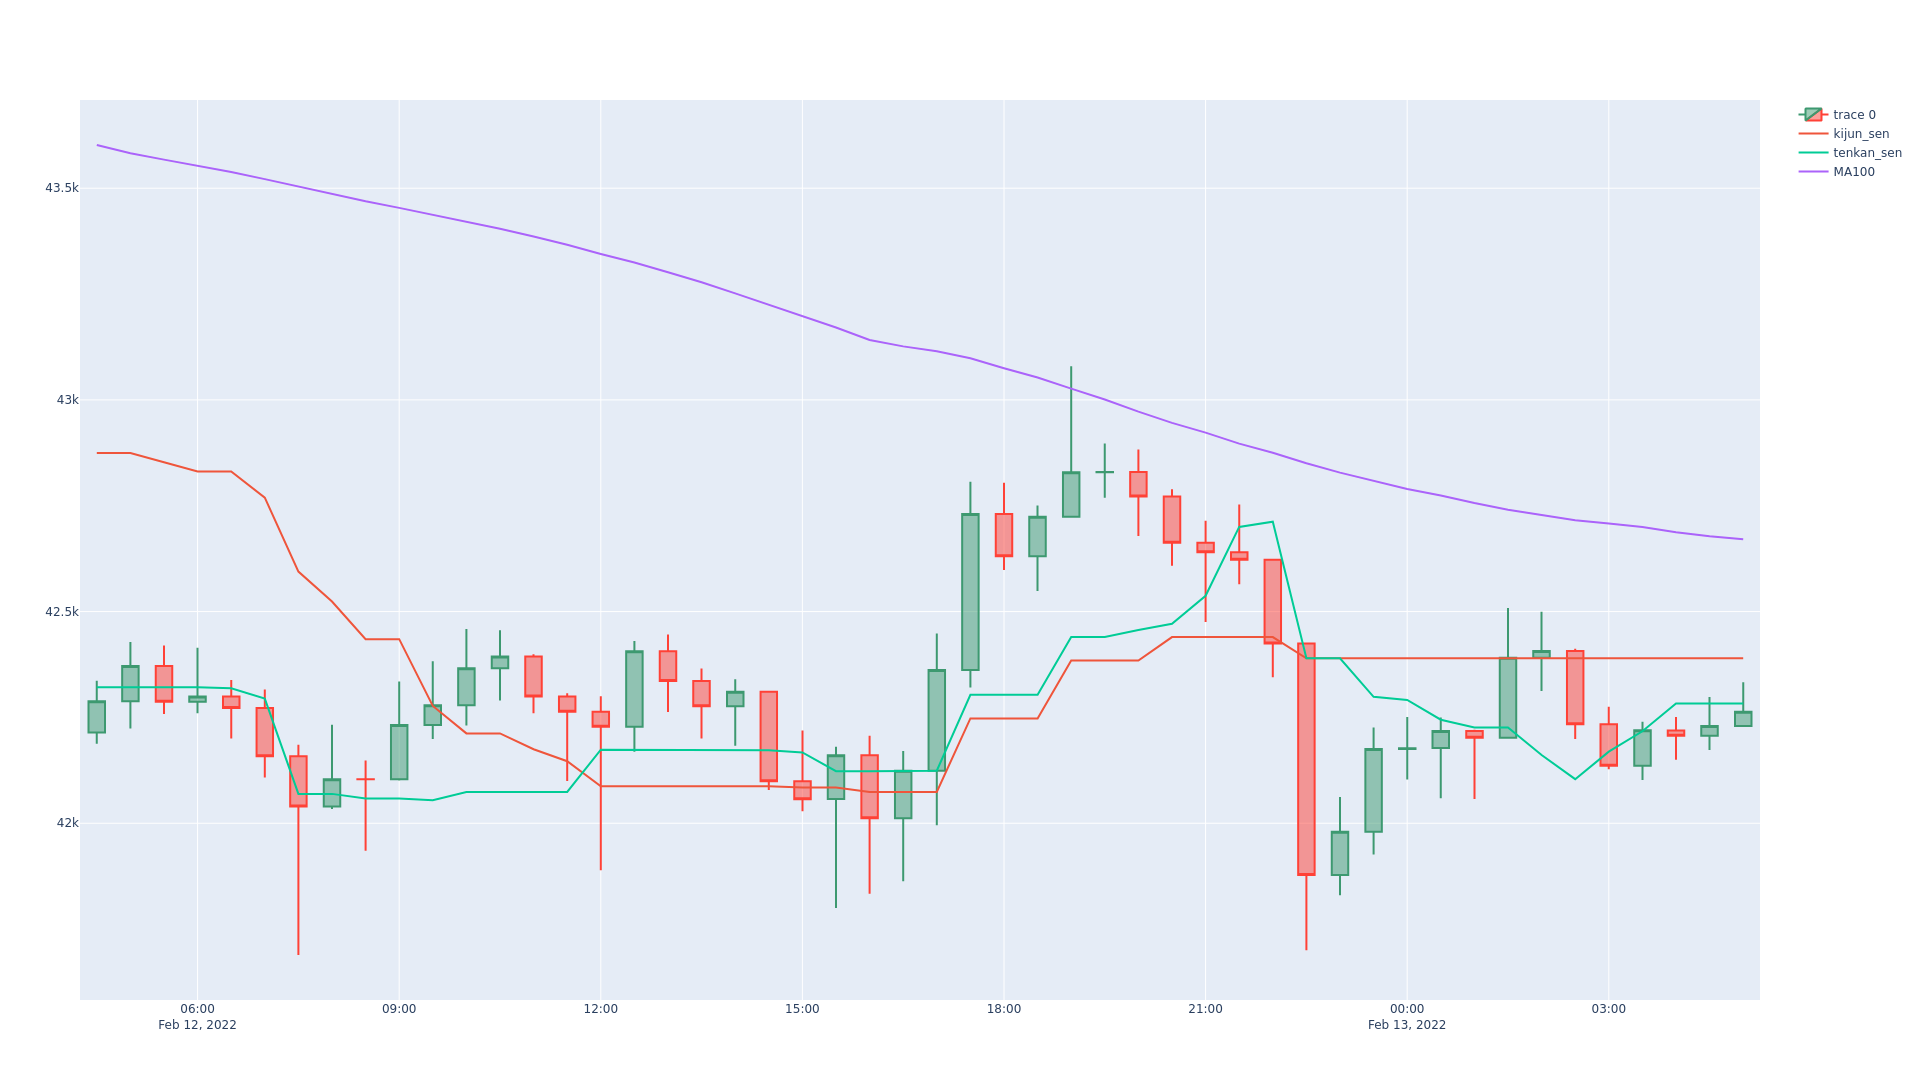 trace 0
kijun_sen
tenkan_sen
MA100
43.5k
43k
42.5k
42k
06:00
Feb 12, 2022
09:00
12:00
15:00
18:00
21:00
00:00
Feb 13, 2022
03:00